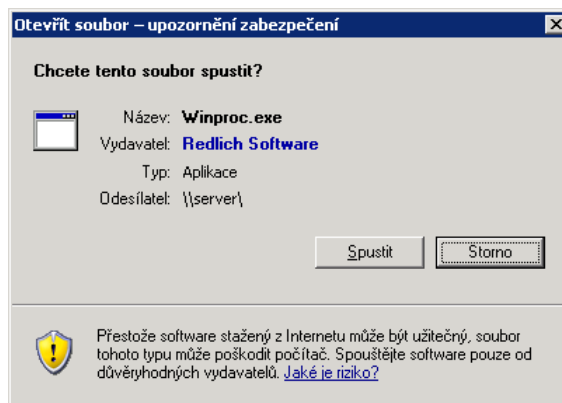 Otevřít soubor – upozornění zabezpečení
Chcete tento soubor spustit?
Název: Winproc.exe
Vydavatel: Redlich Software
Typ: Aplikace
Odesílatel: \\server\
Spustit Storno
Přestože software stažený z Internetu může být užitečný, soubor
tohoto typu může poškodit počítač. Spouštějte software pouze od
důvěryhodných vydavatelů. Jaké je riziko?